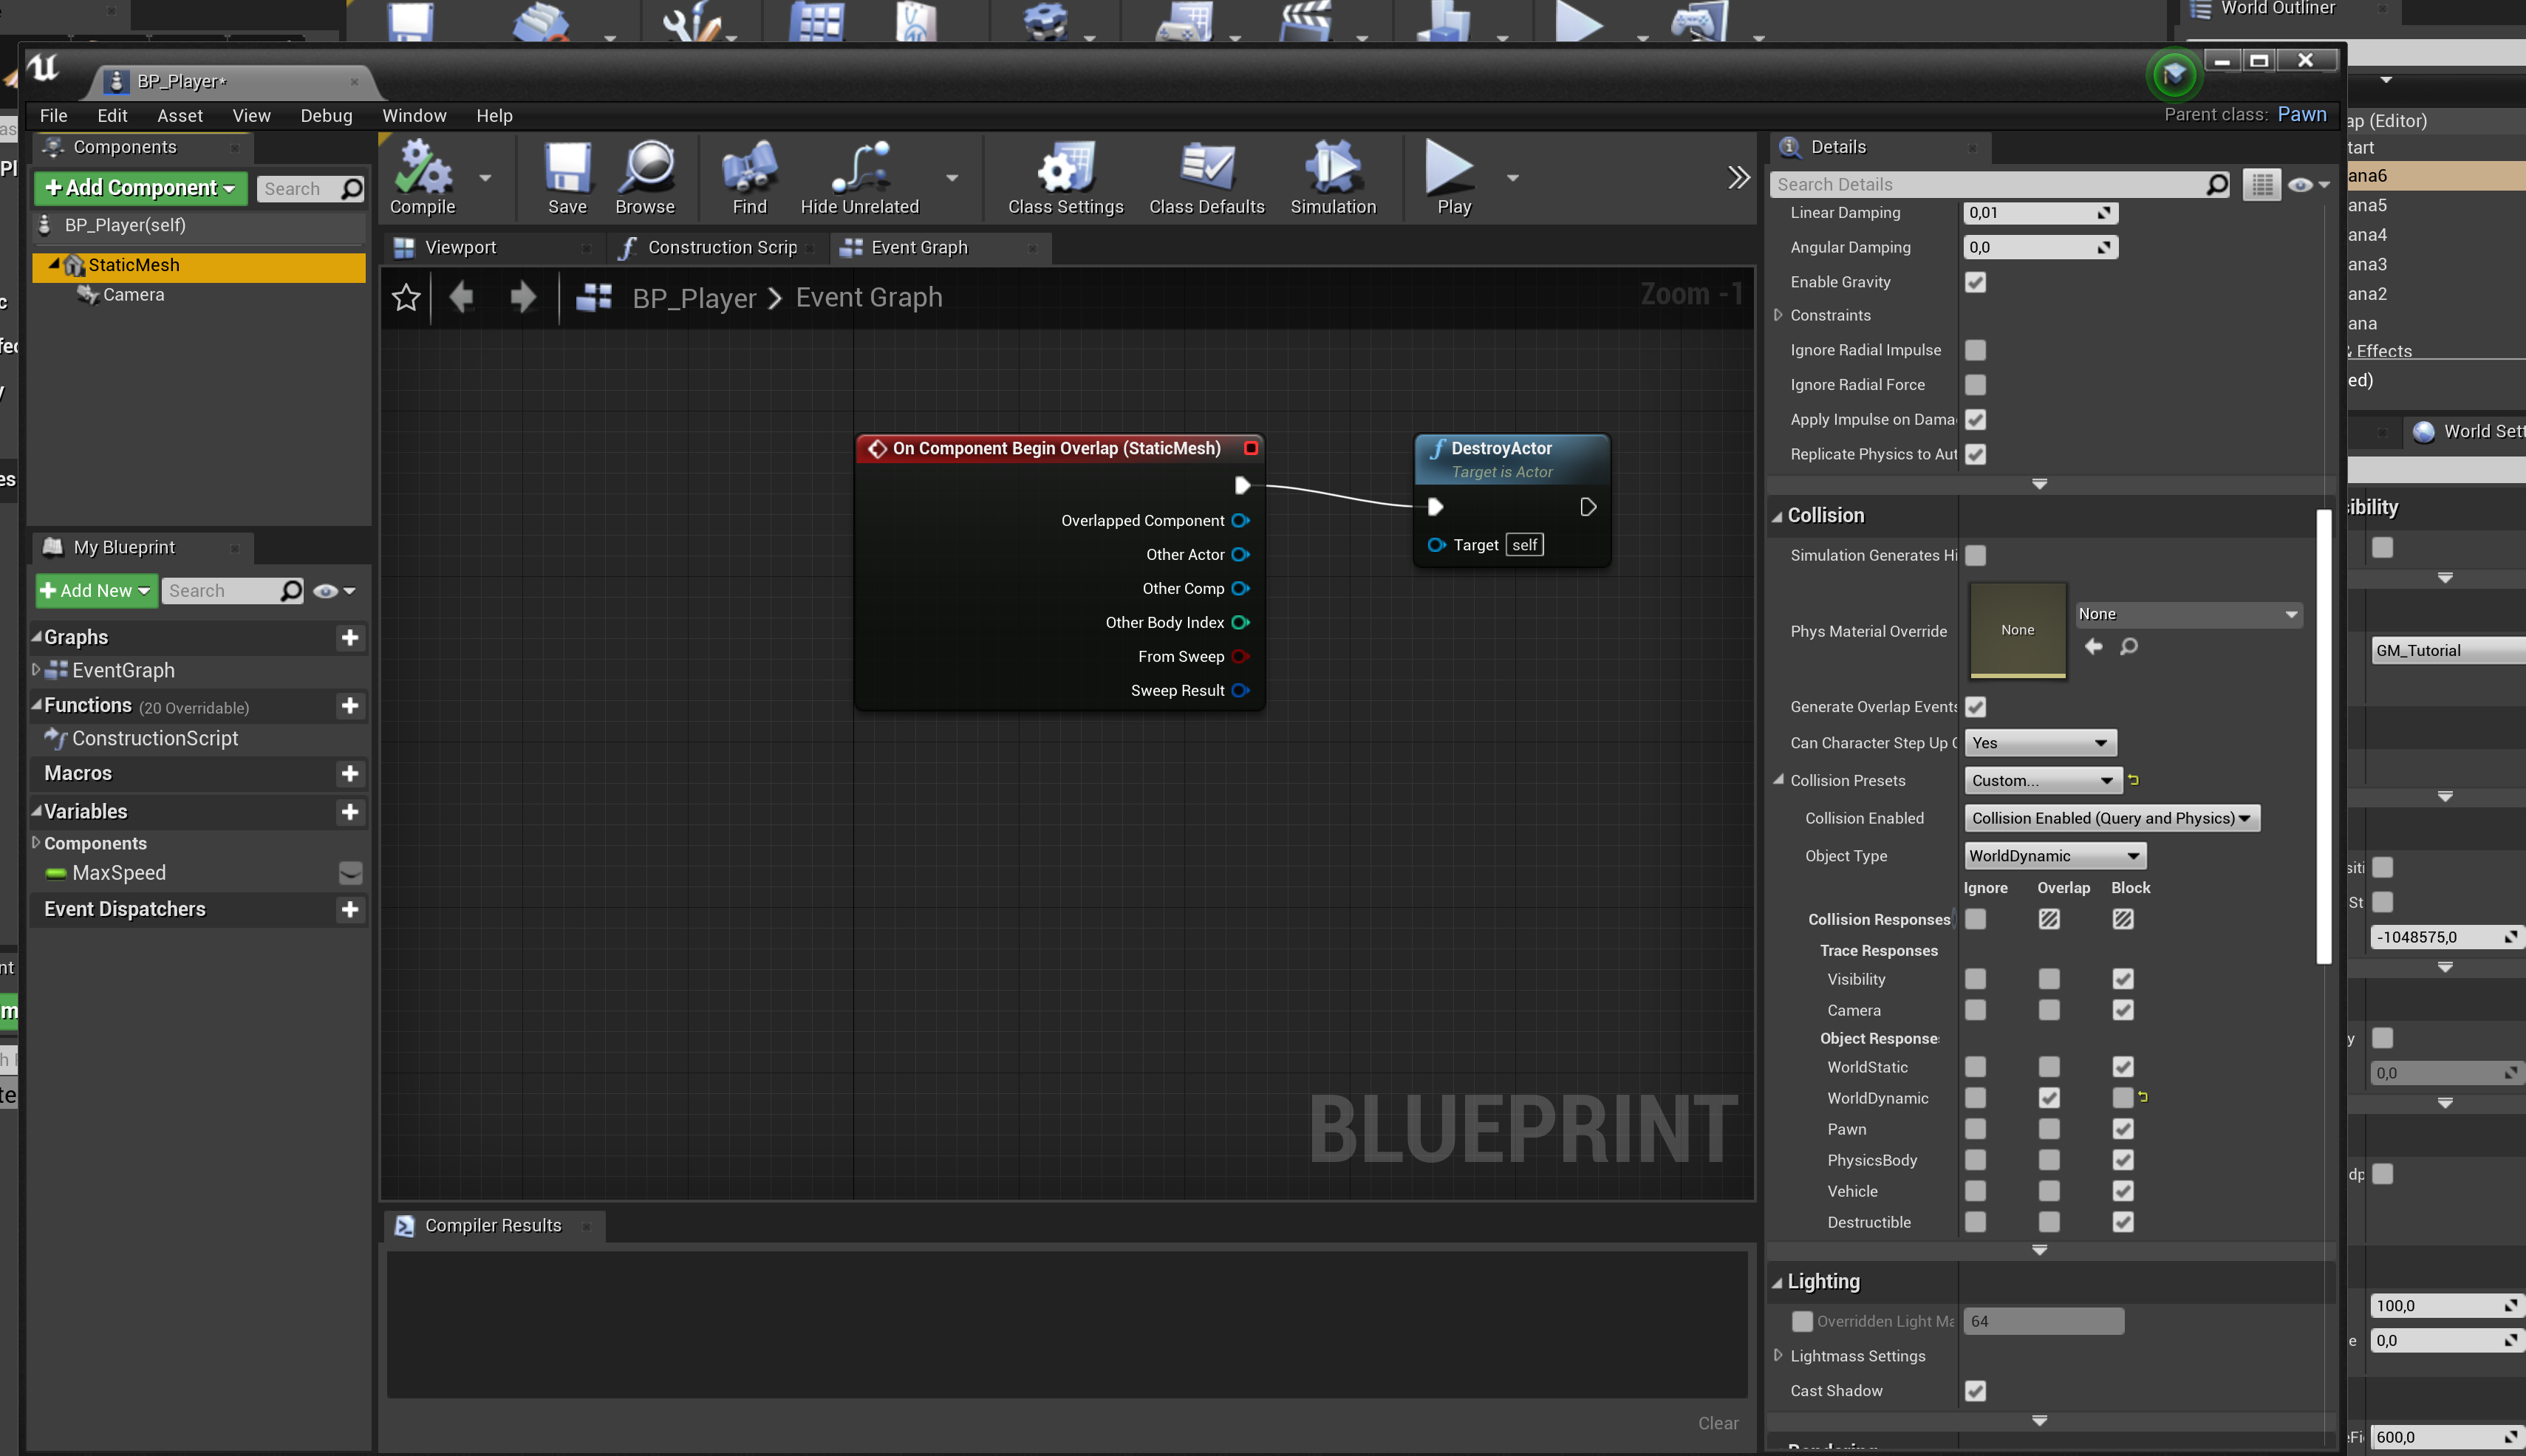 World Outliner
BP_Player*
File Edit Asset View Debug Window Help
Parent class: Pawn
Components
Add Component
Search
BP_Player(self)
StaticMesh
Camera
Compile
Save
Browse
Find
Hide Unrelated
Class Settings
Class Defaults
Simulation
Play
Viewport
Construction Scrip
Event Graph
BP_Player > Event Graph
Zoom -1
On Component Begin Overlap (StaticMesh)
Overlapped Component
Other Actor
Other Comp
Other Body Index
From Sweep
Sweep Result
DestroyActor
Target is Actor
Target self
BLUEPRINT
My Blueprint
Add New
Search
Graphs
EventGraph
Functions (20 Overridable)
ConstructionScript
Macros
Variables
Components
MaxSpeed
Event Dispatchers
Compiler Results
Clear
Details
Search Details
Linear Damping 0,01
Angular Damping 0,0
Enable Gravity
Constraints
Ignore Radial Impulse
Ignore Radial Force
Apply Impulse on Dama
Replicate Physics to Aut
Collision
Simulation Generates Hi
Phys Material Override None None
Generate Overlap Events
Can Character Step Up Yes
Collision Presets Custom...
Collision Enabled Collision Enabled (Query and Physics)
Object Type WorldDynamic
Ignore Overlap Block
Collision Responses
Trace Responses
Visibility
Camera
Object Response
WorldStatic
WorldDynamic
Pawn
PhysicsBody
Vehicle
Destructible
Lighting
Overridden Light Ma 64
Lightmass Settings
Cast Shadow
ap (Editor)
tart
ana6
ana5
ana4
ana3
ana2
ana
& Effects
ed)
World Sett
ibility
GM_Tutorial
-1048575,0
0,0
100,0
0,0
600,0